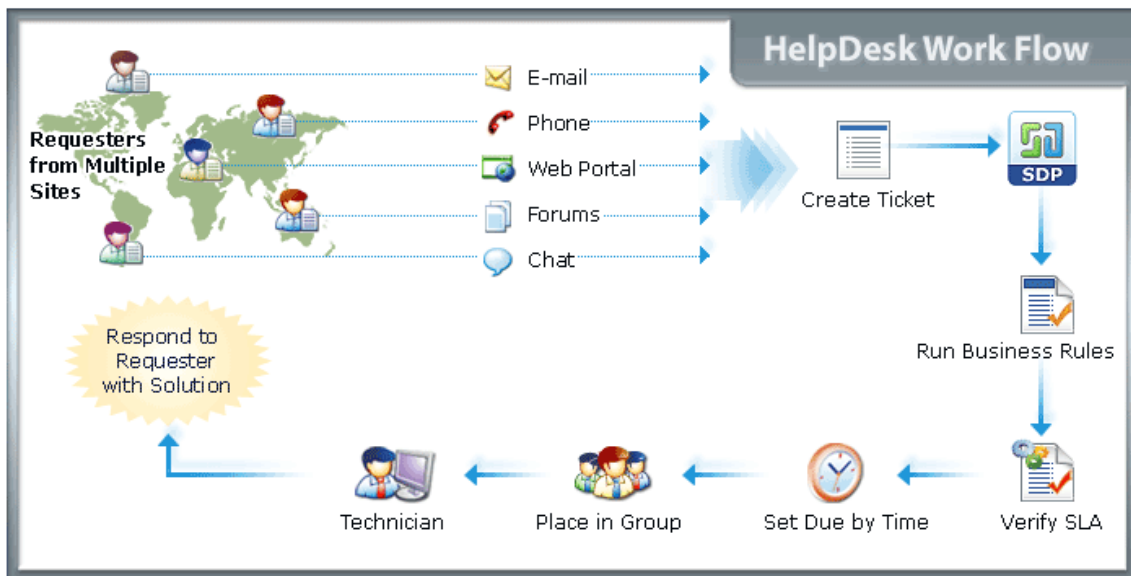 HelpDesk Work Flow
Requesters
from Multiple
Sites
E-mail
Phone
Web Portal
Forums
Chat
Create Ticket
SDP
Run Business Rules
Verify SLA
Set Due by Time
Place in Group
Technician
Respond to
Requester
with Solution